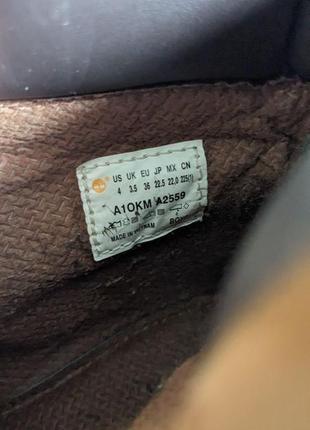 US UK EU JP MX CN
4 3.5 36 22.5 22.0 225(1)
A1OKM A2559
MADE IN VIETNAM